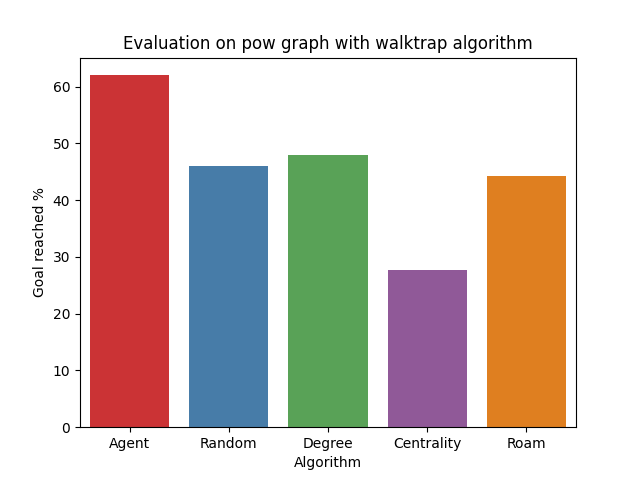 Evaluation on pow graph with walktrap algorithm
Goal reached %
60
50
40
30
20
10
0
Agent Random Degree Centrality Roam
Algorithm